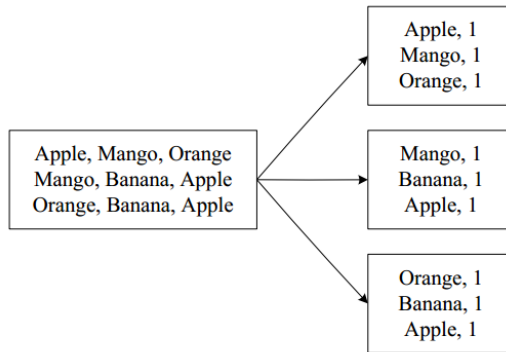 Apple, Mango, Orange
Mango, Banana, Apple
Orange, Banana, Apple
Apple, 1
Mango, 1
Orange, 1
Mango, 1
Banana, 1
Apple, 1
Orange, 1
Banana, 1
Apple, 1